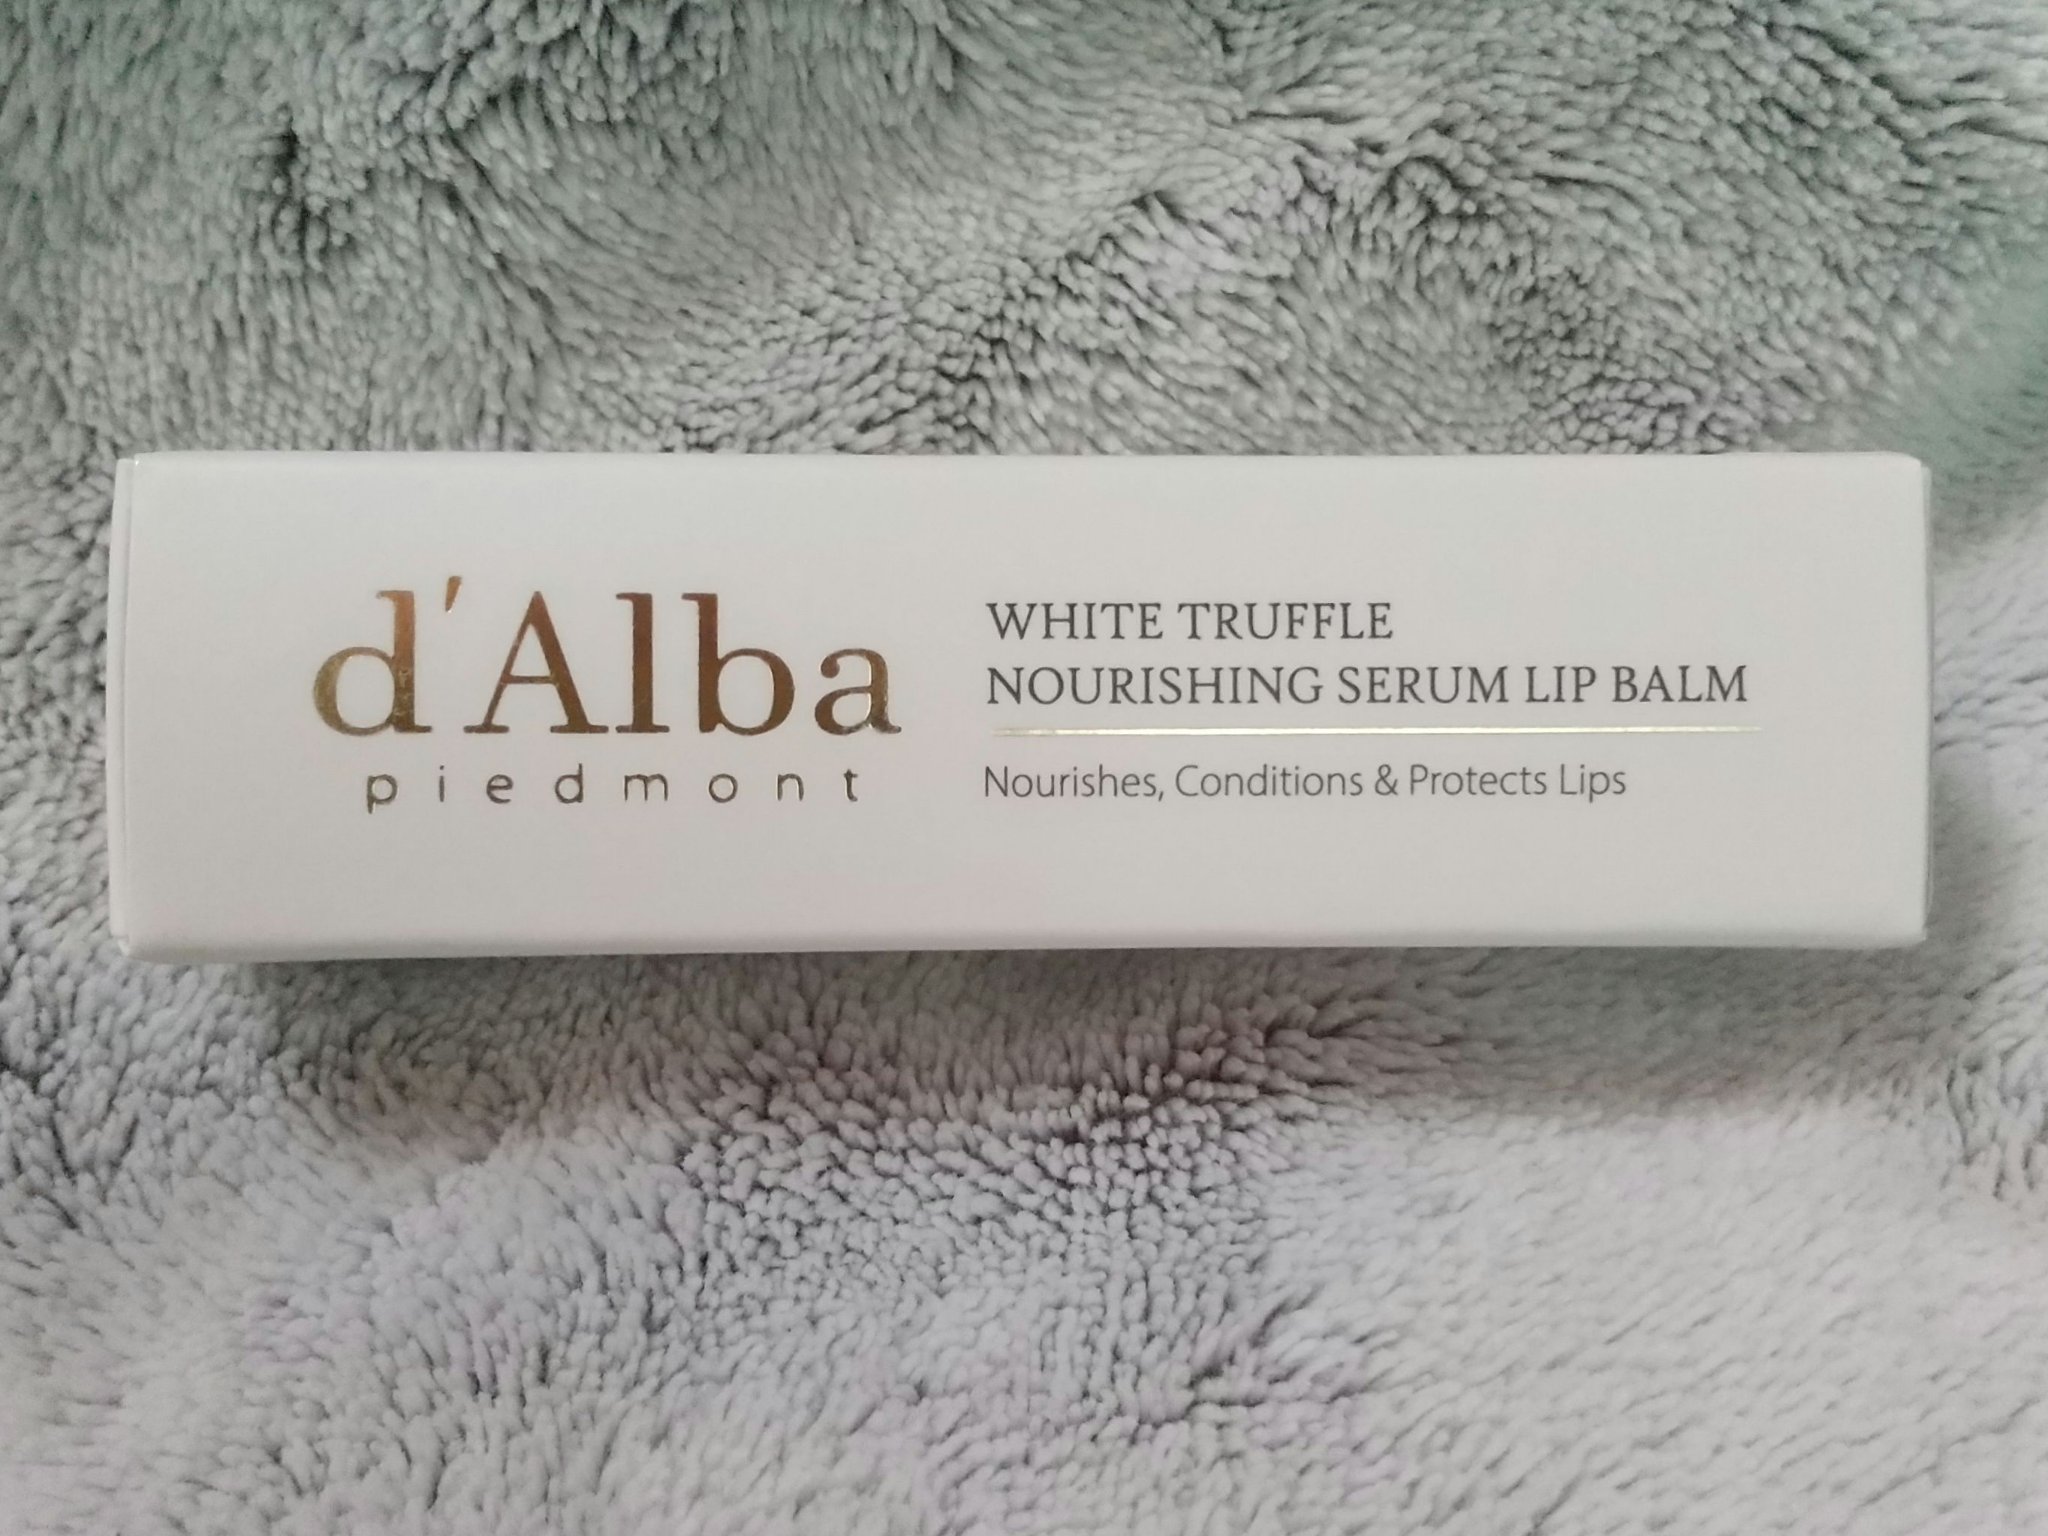 d'Alba
piedmont
WHITE TRUFFLE
NOURISHING SERUM LIP BALM
Nourishes, Conditions & Protects Lips